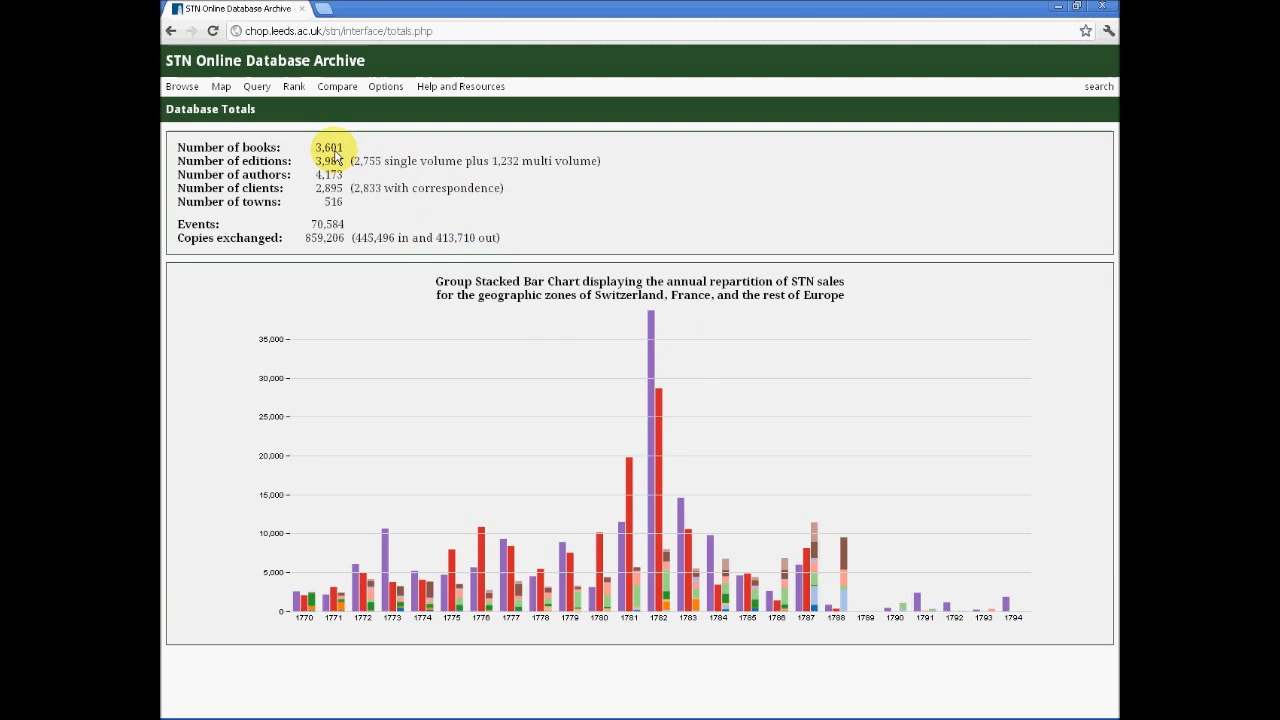 STN Online Database Archive
chop.leeds.ac.uk/stn/interface/totals.php
STN Online Database Archive
Browse Map Query Rank Compare Options Help and Resources search
Database Totals
Number of books: 3,601
Number of editions: (2,755 single volume plus 1,232 multi volume)
Number of authors: 4,173
Number of clients: 2,895 (2,833 with correspondence)
Number of towns: 516
Events: 70,584
Copies exchanged: 859,206 (445,496 in and 413,710 out)
Group Stacked Bar Chart displaying the annual repartition of STN sales
for the geographic zones of Switzerland, France, and the rest of Europe
35,000
30,000
25,000
20,000
15,000
10,000
5,000
0
1770 1771 1772 1773 1774 1775 1776 1777 1778 1779 1780 1781 1782 1783 1784 1785 1786 1787 1788 1789 1790 1791 1792 1793 1794